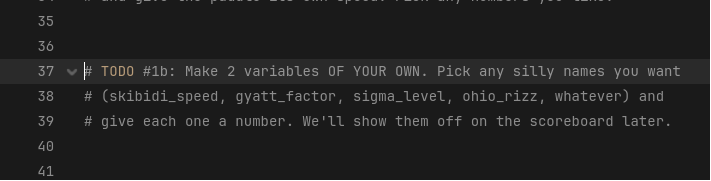 35
36
37 # TODO #1b: Make 2 variables OF YOUR OWN. Pick any silly names you want
38 # (skibidi_speed, gyatt_factor, sigma_level, ohio_rizz, whatever) and
39 # give each one a number. We'll show them off on the scoreboard later.
40
41